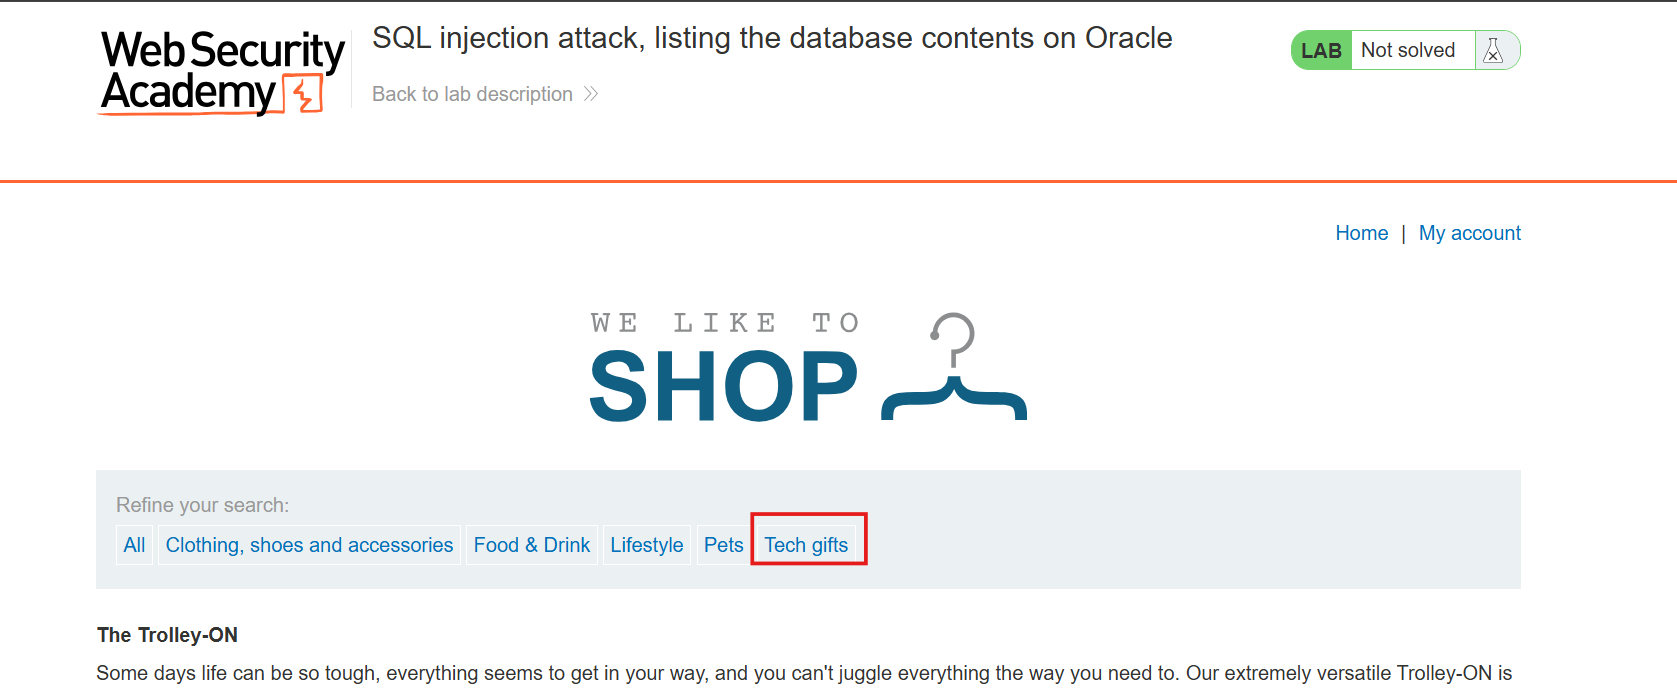 Web Security
Academy
SQL injection attack, listing the database contents on Oracle
Back to lab description
LAB Not solved
Home | My account
WE LIKE TO
SHOP
Refine your search:
All Clothing, shoes and accessories Food & Drink Lifestyle Pets Tech gifts
The Trolley-ON
Some days life can be so tough, everything seems to get in your way, and you can't juggle everything the way you need to. Our extremely versatile Trolley-ON is